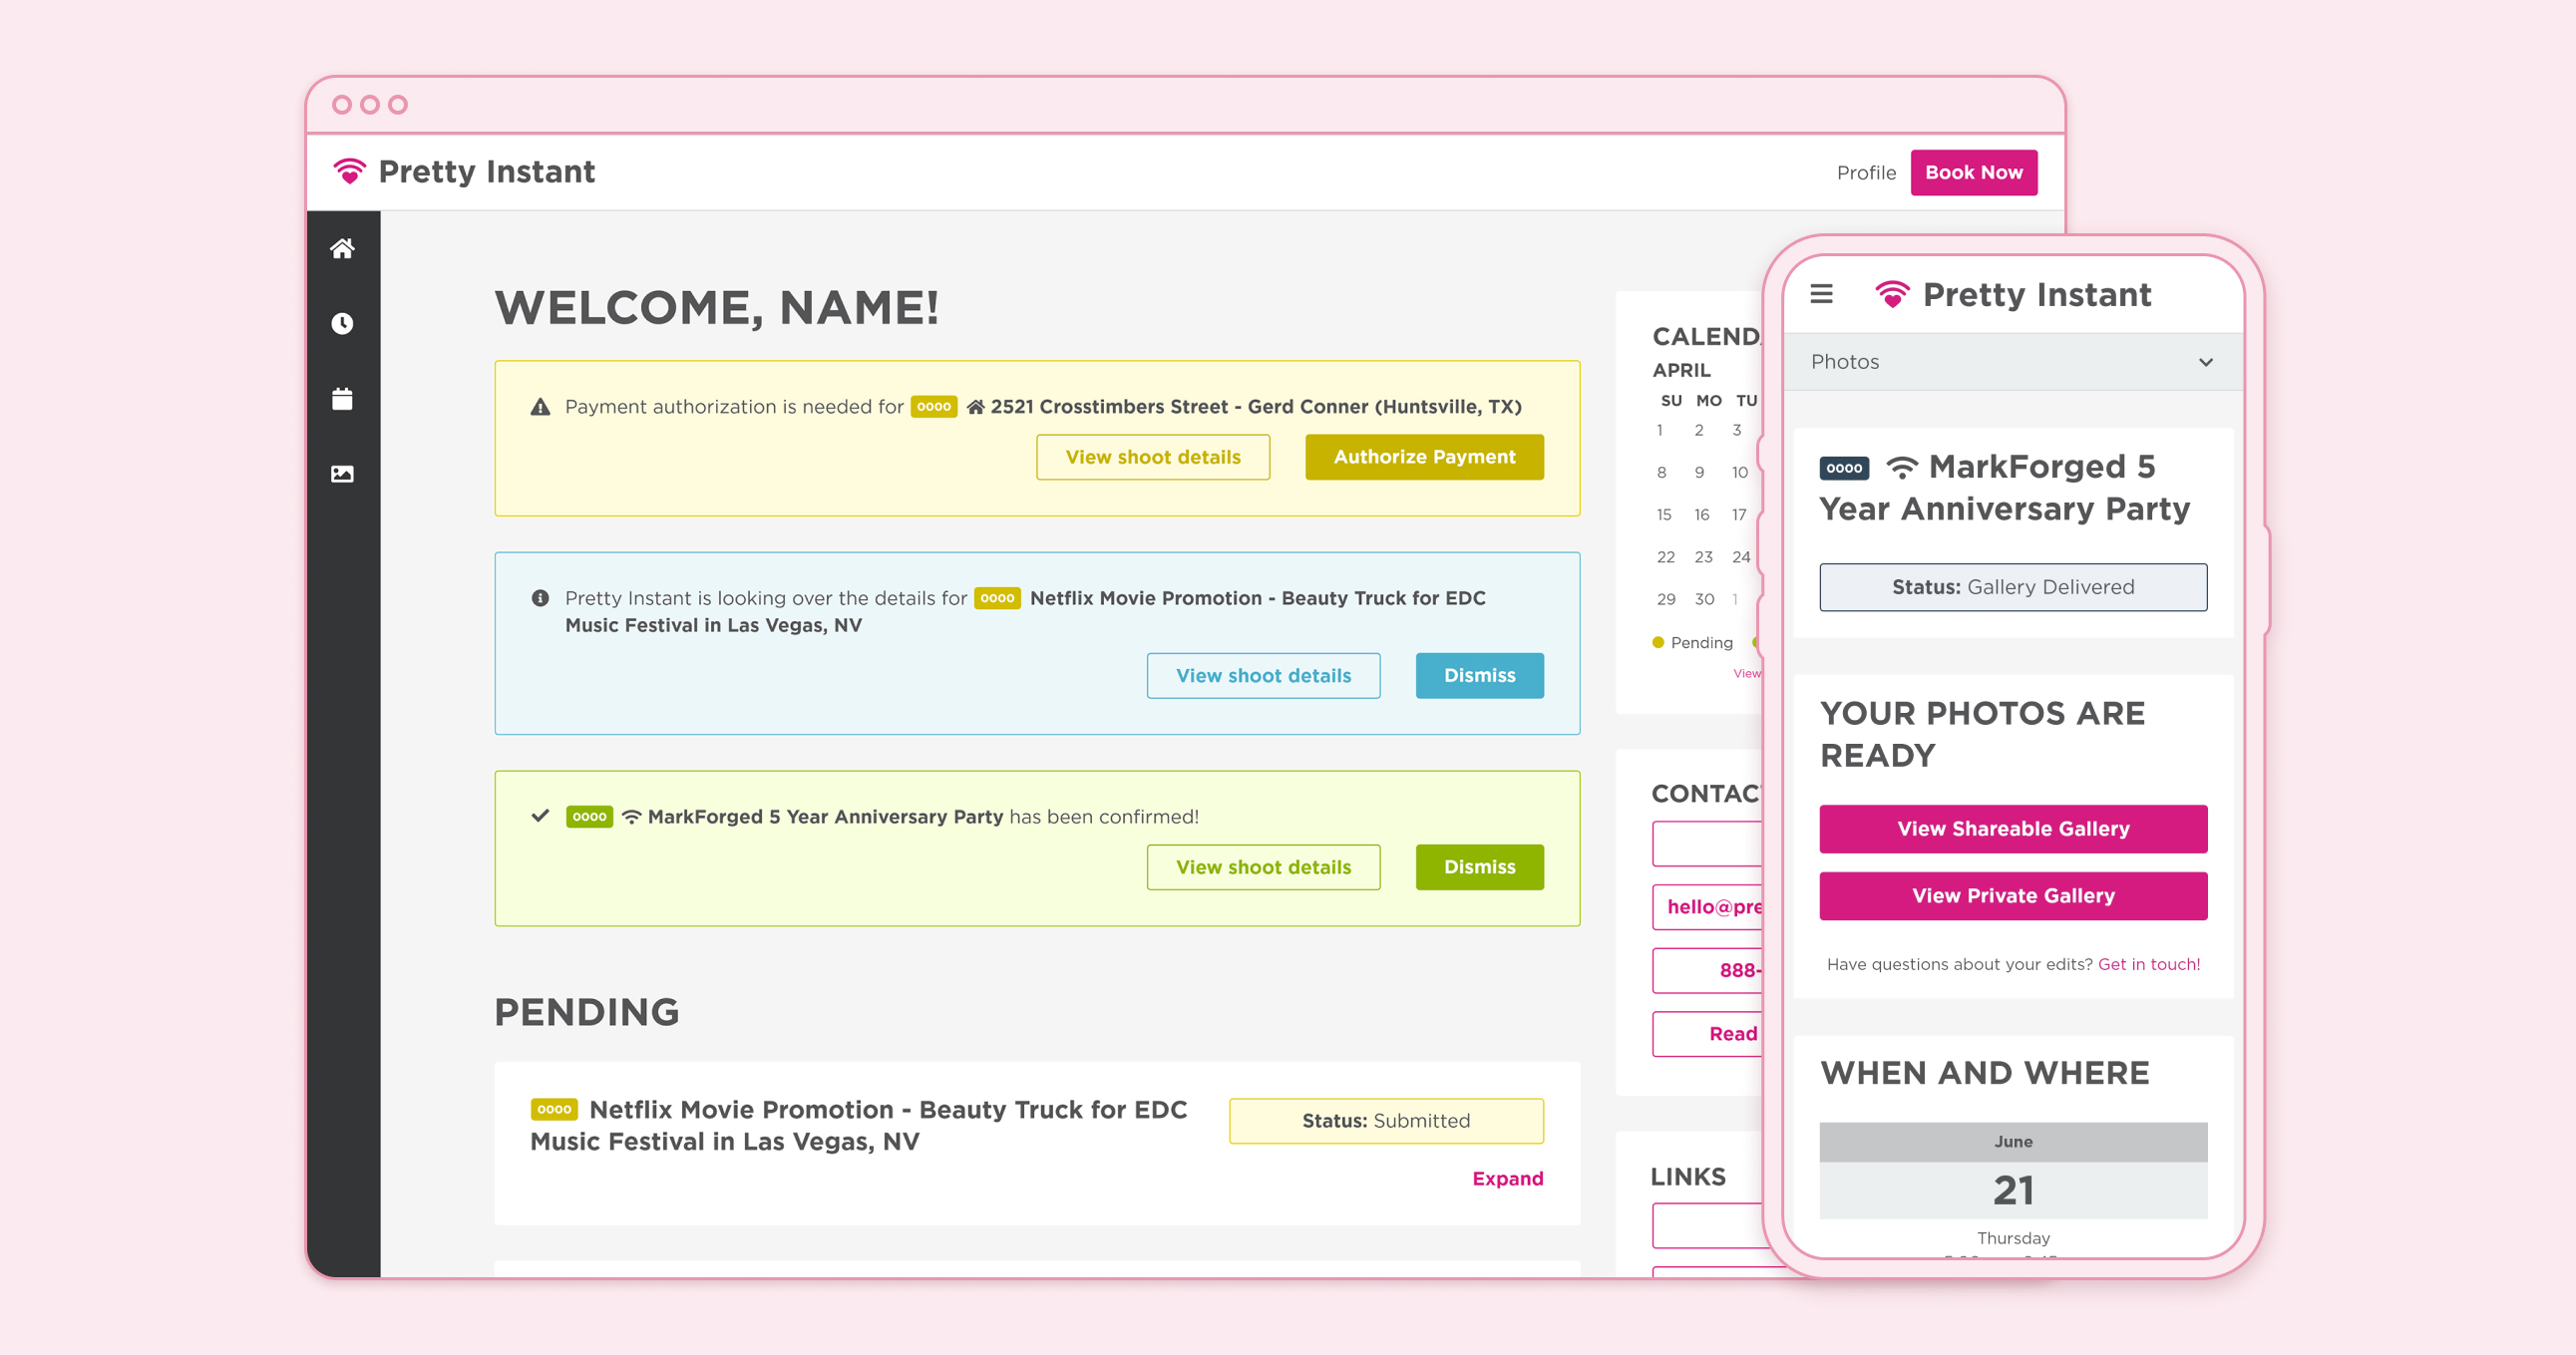 Pretty Instant
Profile
Book Now
WELCOME, NAME!
Payment authorization is needed for 0000 2521 Crosstimbers Street - Gerd Conner (Huntsville, TX)
View shoot details
Authorize Payment
Pretty Instant is looking over the details for 0000 Netflix Movie Promotion - Beauty Truck for EDC
Music Festival in Las Vegas, NV
View shoot details
Dismiss
0000 MarkForged 5 Year Anniversary Party has been confirmed!
View shoot details
Dismiss
PENDING
0000 Netflix Movie Promotion - Beauty Truck for EDC
Music Festival in Las Vegas, NV
Status: Submitted
Expand
CALEND
APRIL
SU MO TU
1 2 3
8 9 10
15 16 17
22 23 24
29 30 1
Pending
View
CONTAC
hello@pre
888-
Read
LINKS
Pretty Instant
Photos
0000 MarkForged 5
Year Anniversary Party
Status: Gallery Delivered
YOUR PHOTOS ARE
READY
View Shareable Gallery
View Private Gallery
Have questions about your edits? Get in touch!
WHEN AND WHERE
June
21
Thursday